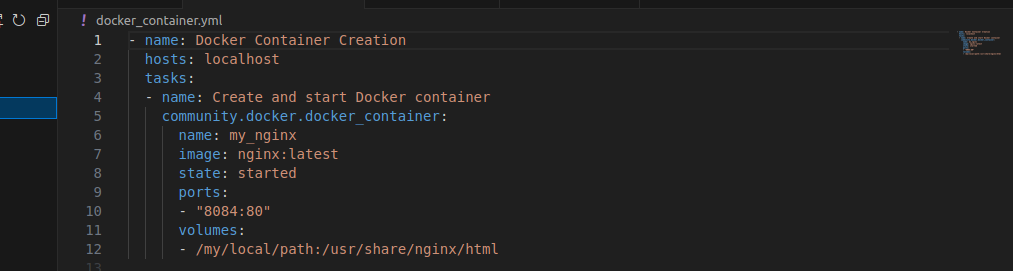 ! docker_container.yml
1 - name: Docker Container Creation
2 hosts: localhost
3 tasks:
4 - name: Create and start Docker container
5 community.docker.docker_container:
6 name: my_nginx
7 image: nginx:latest
8 state: started
9 ports:
10 - "8084:80"
11 volumes:
12 - /my/local/path:/usr/share/nginx/html
13